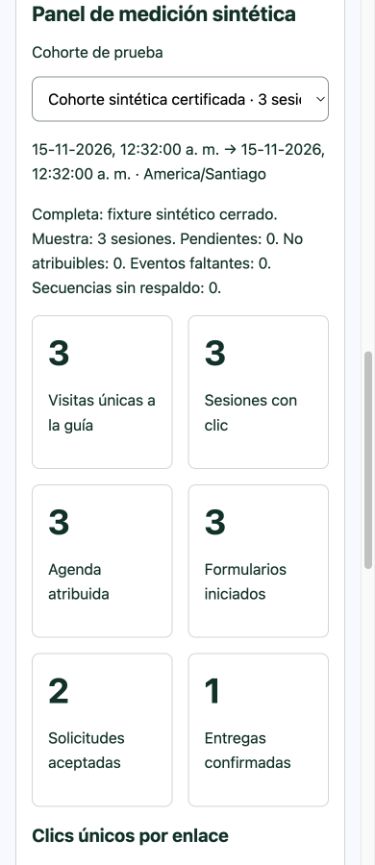 Panel de medición sintética
Cohorte de prueba
Cohorte sintética certificada · 3 sesi
15-11-2026, 12:32:00 a. m. → 15-11-2026,
12:32:00 a. m. · America/Santiago
Completa: fixture sintético cerrado.
Muestra: 3 sesiones. Pendientes: 0. No
atribuibles: 0. Eventos faltantes: 0.
Secuencias sin respaldo: 0.
3
Visitas únicas a
la guía
3
Sesiones con
clic
3
Agenda
atribuida
3
Formularios
iniciados
2
Solicitudes
aceptadas
1
Entregas
confirmadas
Clics únicos por enlace